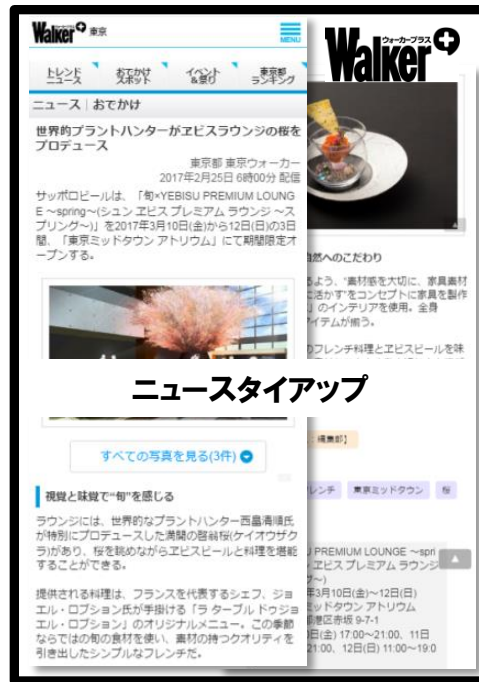 Walker+ 東京
MENU
トレンド
ニュース
おでかけ
スポット
イベント
&祭り
東京都
ランキング
ニュース｜おでかけ
世界的プラントハンターがヱビスラウンジの桜を
プロデュース
東京都 東京ウォーカー
2017年2月25日 6時00分 配信
サッポロビールは、「旬×YEBISU PREMIUM LOUNG
E ～spring～(シュン ヱビス プレミアム ラウンジ ～ス
プリング～)」を2017年3月10日(金)から12日(日)の3日
間、「東京ミッドタウン アトリウム」にて期間限定オ
ープンする。
ニュースタイアップ
すべての写真を見る(3件)
視覚と味覚で“旬”を感じる
ラウンジには、世界的なプラントハンター西畠清順氏
が特別にプロデュースした満開の啓翁桜(ケイオウザク
ラ)があり、桜を眺めながらヱビスビールと料理を堪能
することができる。
提供される料理は、フランスを代表するシェフ、ジョ
エル・ロブション氏が手掛ける「ラ ターブル ドゥ ジョ
エル・ロブション」のオリジナルメニュー。この季節
ならではの旬の食材を使い、素材の持つクオリティを
引き出したシンプルなフレンチだ。
ウォーカープラス
Walker+
自然へのこだわり
るよう、“素材感を大切に、家具素材
に活かす”をコンセプトに家具を製作
」のインテリアを使用。全身
アイテムが揃う。
のフレンチ料理とヱビスビールを味
：編集部】
レンチ
東京ミッドタウン
桜
U PREMIUM LOUNGE ～spri
ヱビス プレミアム ラウンジ
グ～)
年3月10日(金)～12日(日)
ミッドタウン アトリウム
都港区赤坂 9-7-1
0日(金) 17:00～21:00、11日
21:00、12日(日) 11:00～19:0